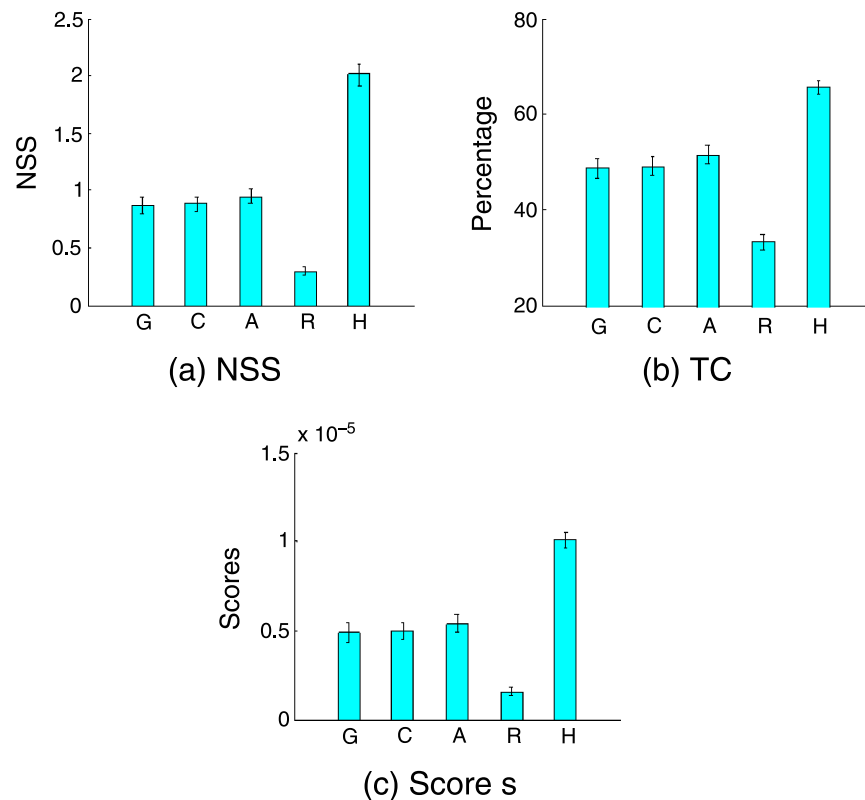 2.5
2
1.5
1
0.5
0
NSS
G C A R H
(a) NSS
80
60
40
20
Percentage
G C A R H
(b) TC
x 10⁻⁵
1.5
1
0.5
0
Scores
G C A R H
(c) Score s